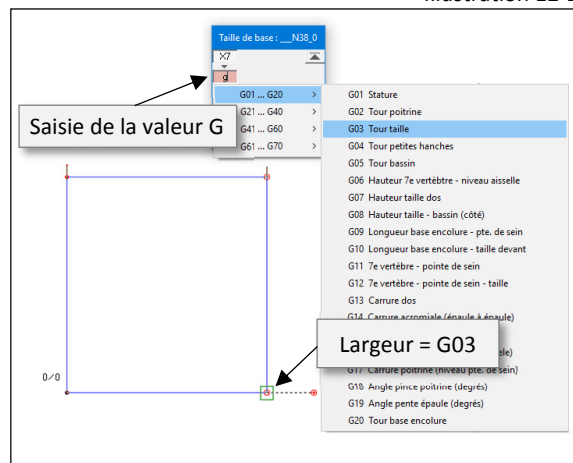 Taille de base : ___N38_0
X7
g
G01 ... G20 >
G21 ... G40 >
G41 ... G60 >
G61 ... G70 >
Saisie de la valeur G
G01 Stature
G02 Tour poitrine
G03 Tour taille
G04 Tour petites hanches
G05 Tour bassin
G06 Hauteur 7e vertèbtre - niveau aisselle
G07 Hauteur taille dos
G08 Hauteur taille - bassin (côté)
G09 Longueur base encolure - pte. de sein
G10 Longueur base encolure - taille devant
G11 7e vertèbre - pointe de sein
G12 7e vertèbre - pointe de sein - taille
G13 Carrure dos
G14 Carrure acromiale (épaule à épaule)
Largeur = G03
G17 Carrure poitrine (niveau pte. de sein)
G18 Angle pince poitrine (degrés)
G19 Angle pente épaule (degrés)
G20 Tour base encolure
0/0